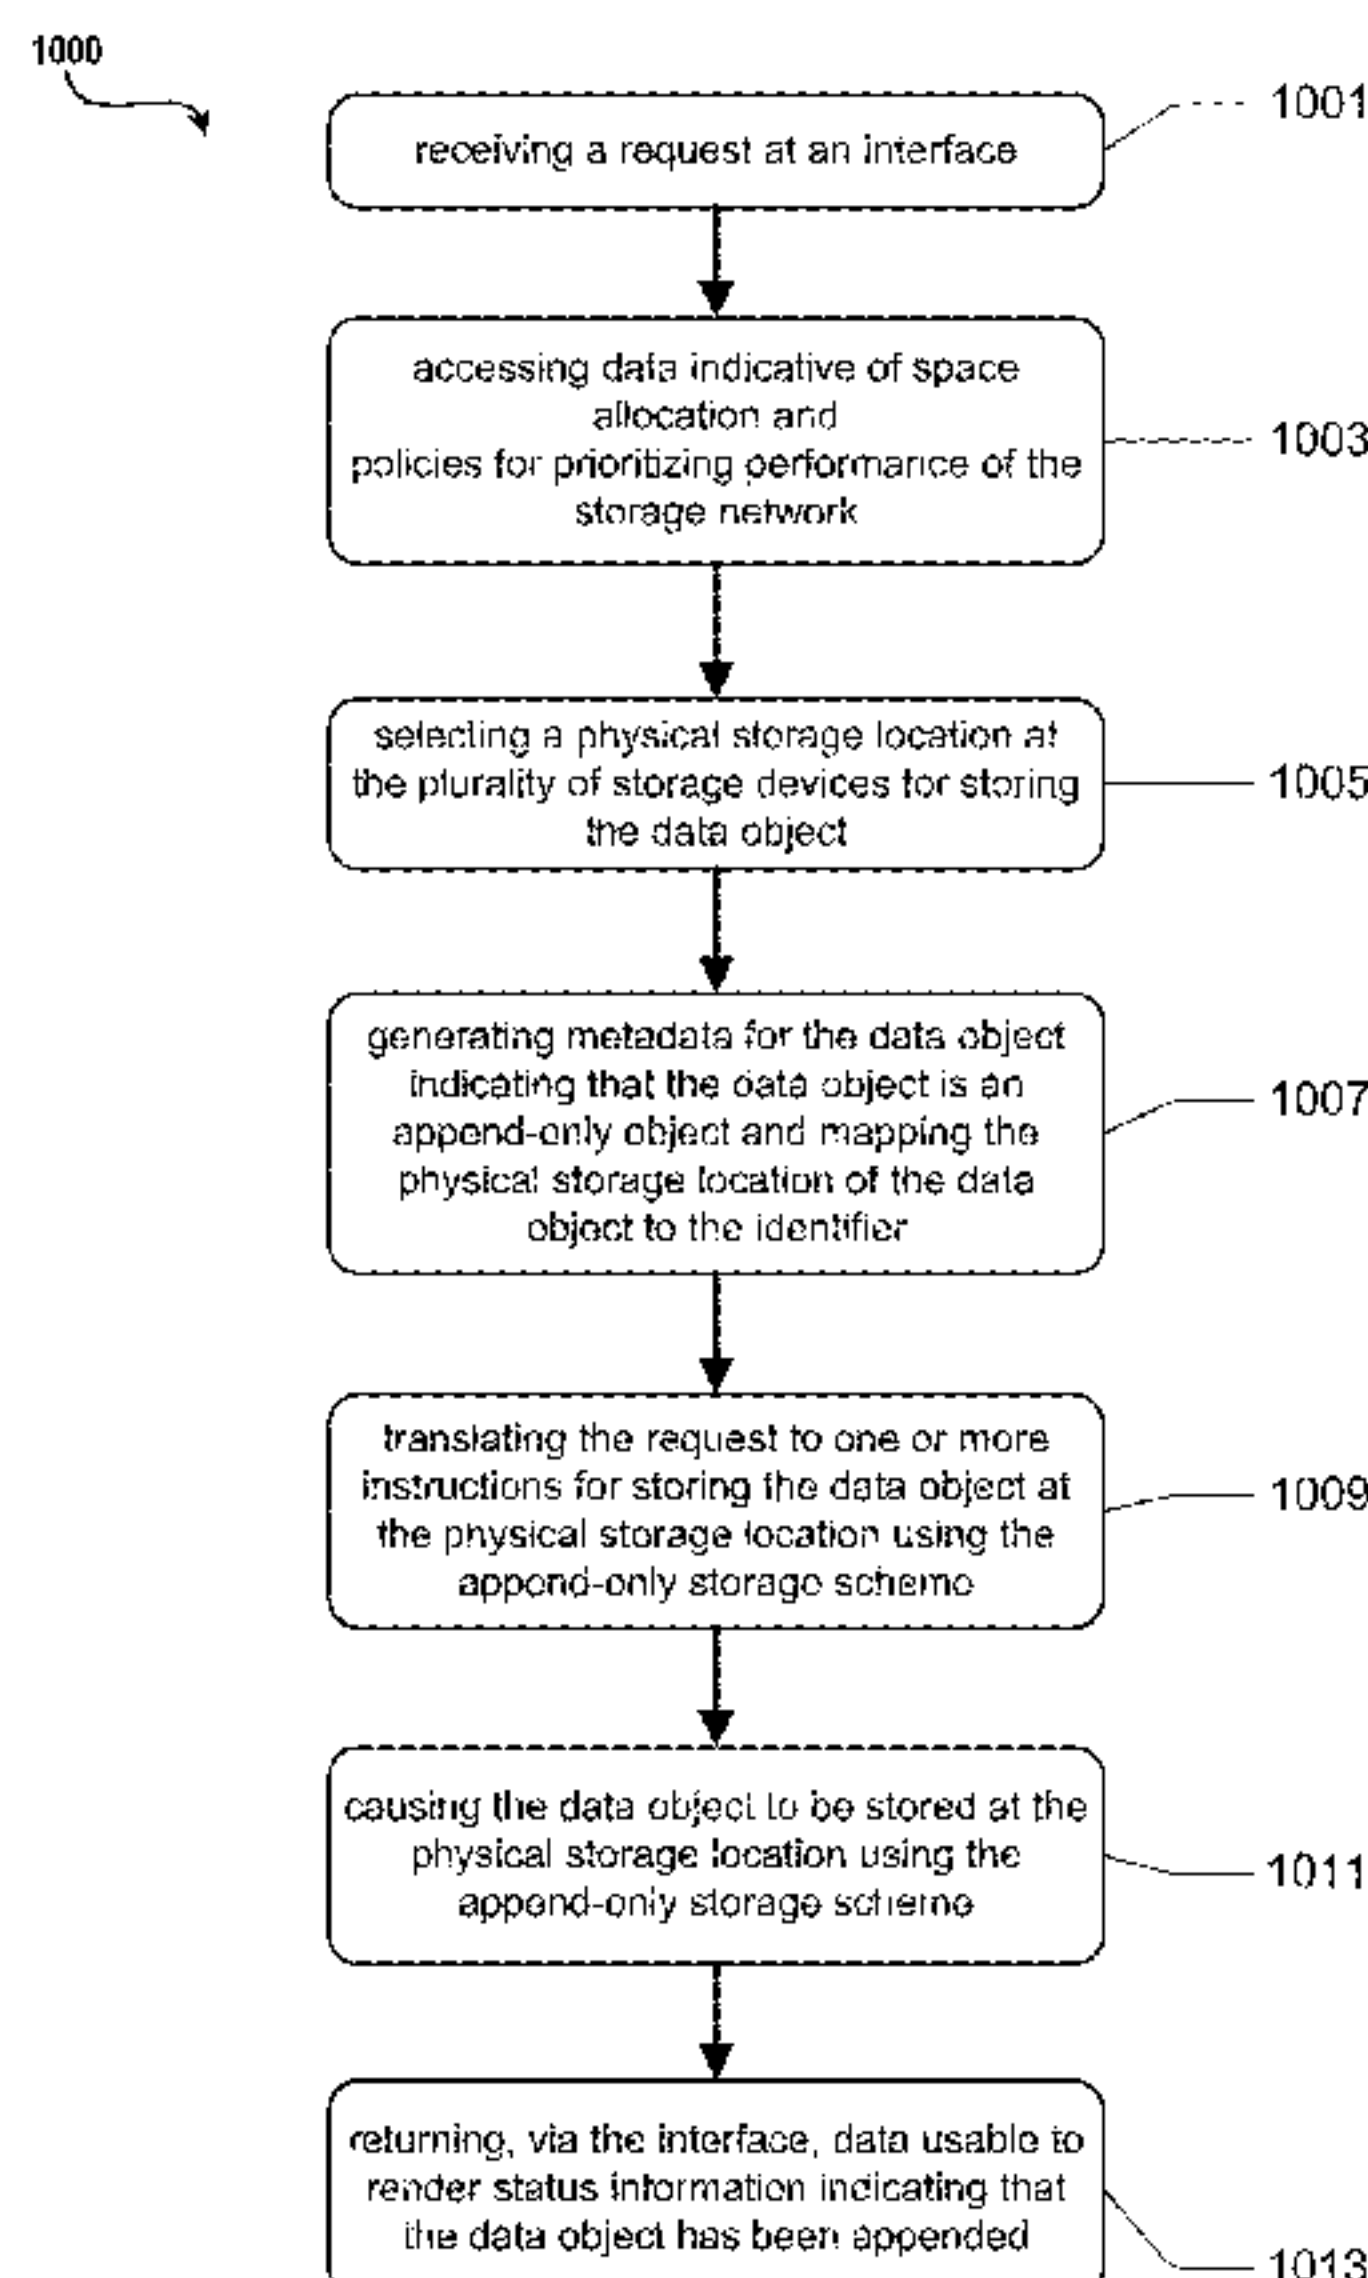 1000
receiving a request at an interface
1001
accessing data indicative of space
allocation and
policies for prioritizing performance of the
storage network
1003
selecting a physical storage location at
the plurality of storage devices for storing
the data object
1005
generating metadata for the data object
indicating that the data object is an
append-only object and mapping the
physical storage location of the data
object to the identifier
1007
translating the request to one or more
instructions for storing the data object at
the physical storage location using the
append-only storage scheme
1009
causing the data object to be stored at the
physical storage location using the
append-only storage scheme
1011
returning, via the interface, data usable to
render status information indicating that
the data object has been appended
1013